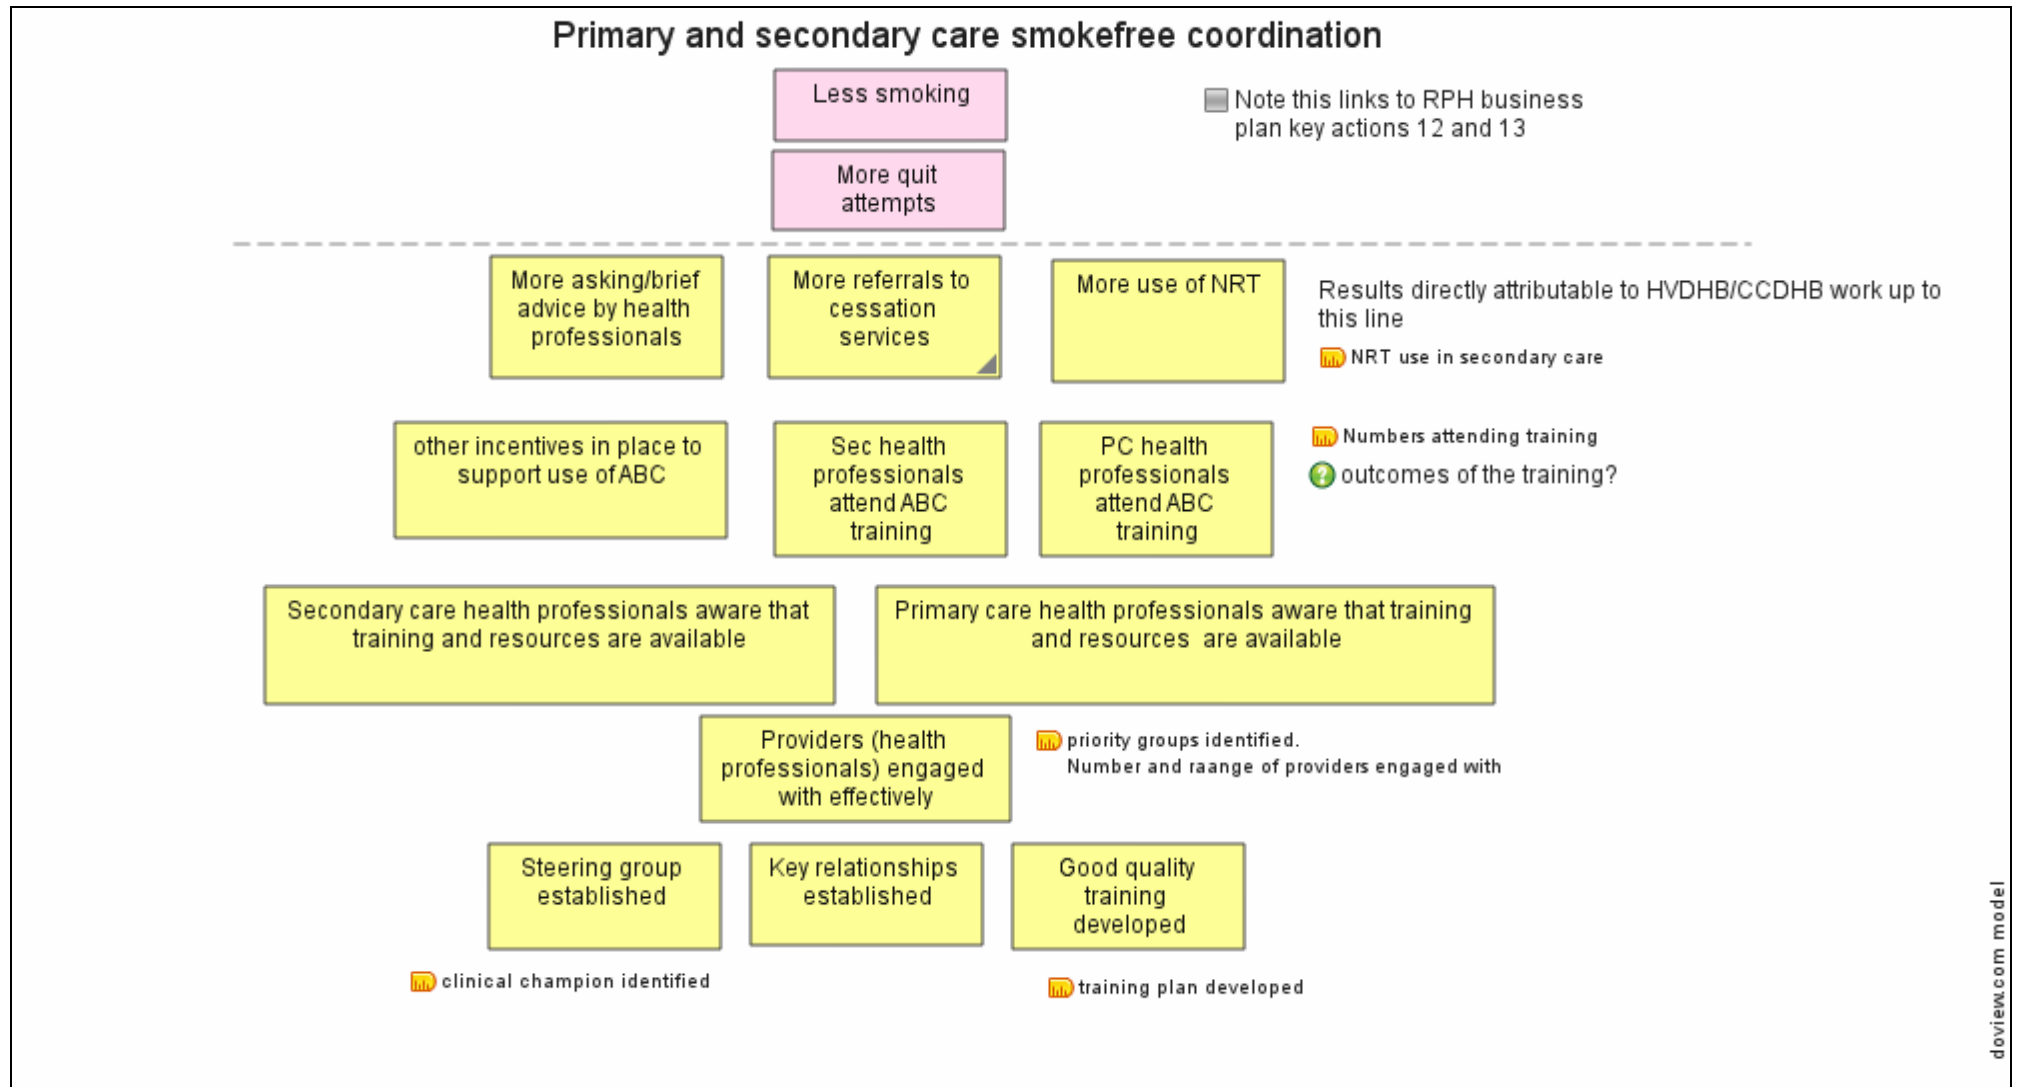 Primary and secondary care smokefree coordination
Less smoking
Note this links to RPH business
plan key actions 12 and 13
More quit
attempts
More asking/brief
advice by health
professionals
More referrals to
cessation
services
More use of NRT
Results directly attributable to HVDHB/CCDHB work up to
this line
NRT use in secondary care
other incentives in place to
support use of ABC
Sec health
professionals
attend ABC
training
PC health
professionals
attend ABC
training
Numbers attending training
outcomes of the training?
Secondary care health professionals aware that
training and resources are available
Primary care health professionals aware that training
and resources are available
Providers (health
professionals) engaged
with effectively
priority groups identified.
Number and raange of providers engaged with
Steering group
established
Key relationships
established
Good quality
training
developed
clinical champion identified
training plan developed
doview.com model